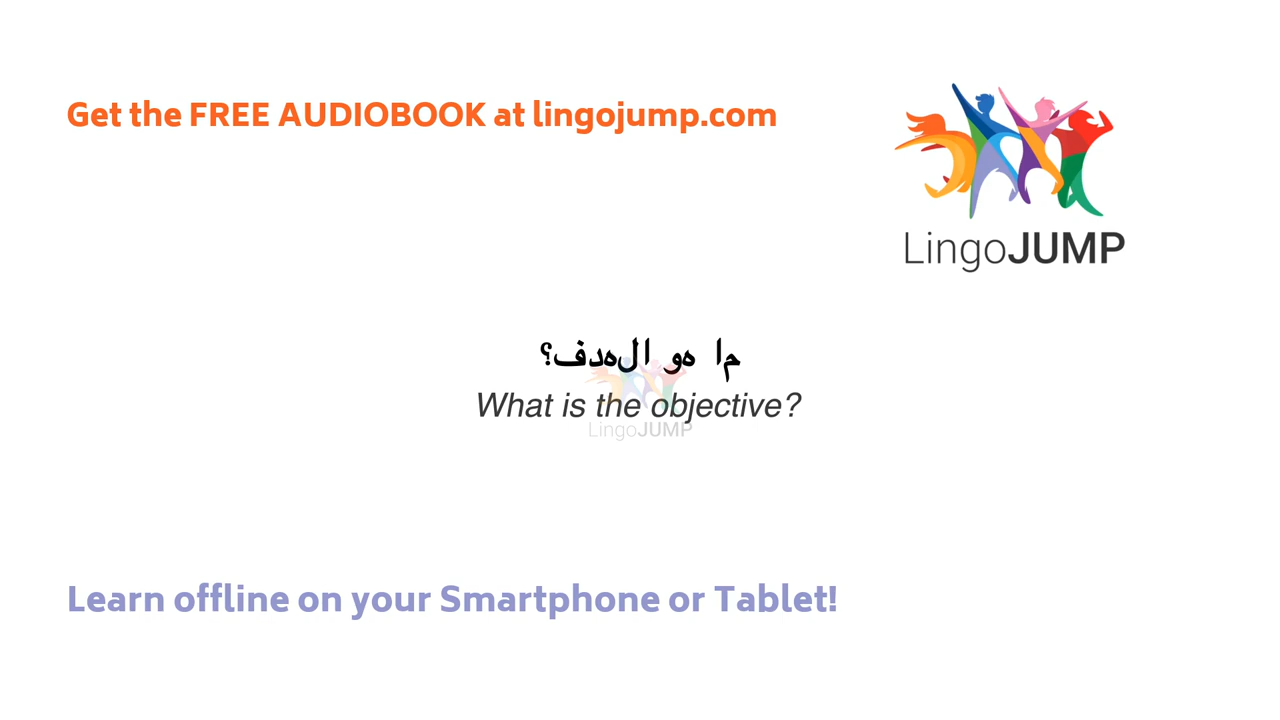 Get the FREE AUDIOBOOK at lingojump.com
LingoJUMP
ما هو الهدف؟
What is the objective?
LingoJUMP
Learn offline on your Smartphone or Tablet!